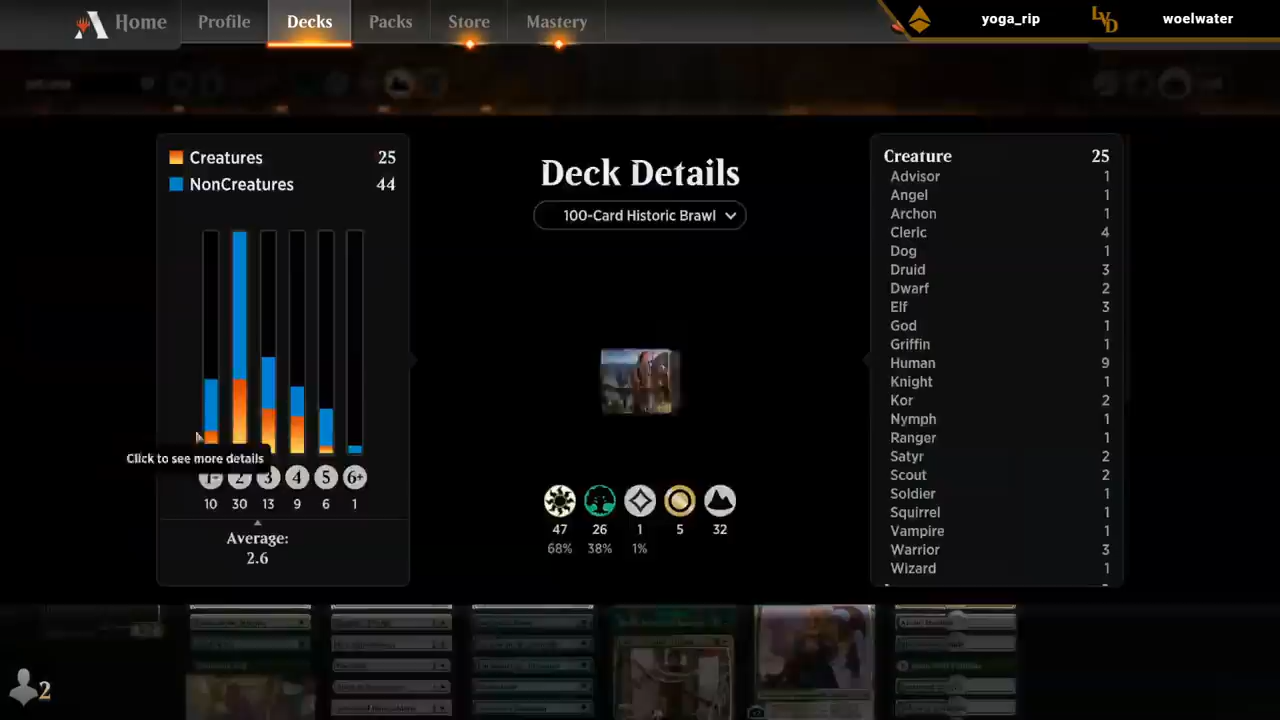 Home Profile Decks Packs Store Mastery
yoga_rip LVD woelwater
Creatures 25
NonCreatures 44
Click to see more details
1- 2 3 4 5 6+
10 30 13 9 6 1
Average:
2.6
Deck Details
100-Card Historic Brawl
47 26 1 5 32
68% 38% 1%
Creature 25
Advisor 1
Angel 1
Archon 1
Cleric 4
Dog 1
Druid 3
Dwarf 2
Elf 3
God 1
Griffin 1
Human 9
Knight 1
Kor 2
Nymph 1
Ranger 1
Satyr 2
Scout 2
Soldier 1
Squirrel 1
Vampire 1
Warrior 3
Wizard 1
2